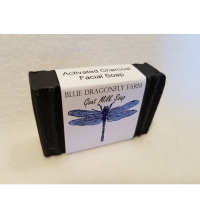 Activated Charcoal
Facial Soap
BLUE DRAGONFLY FARM
Goat Milk Soap